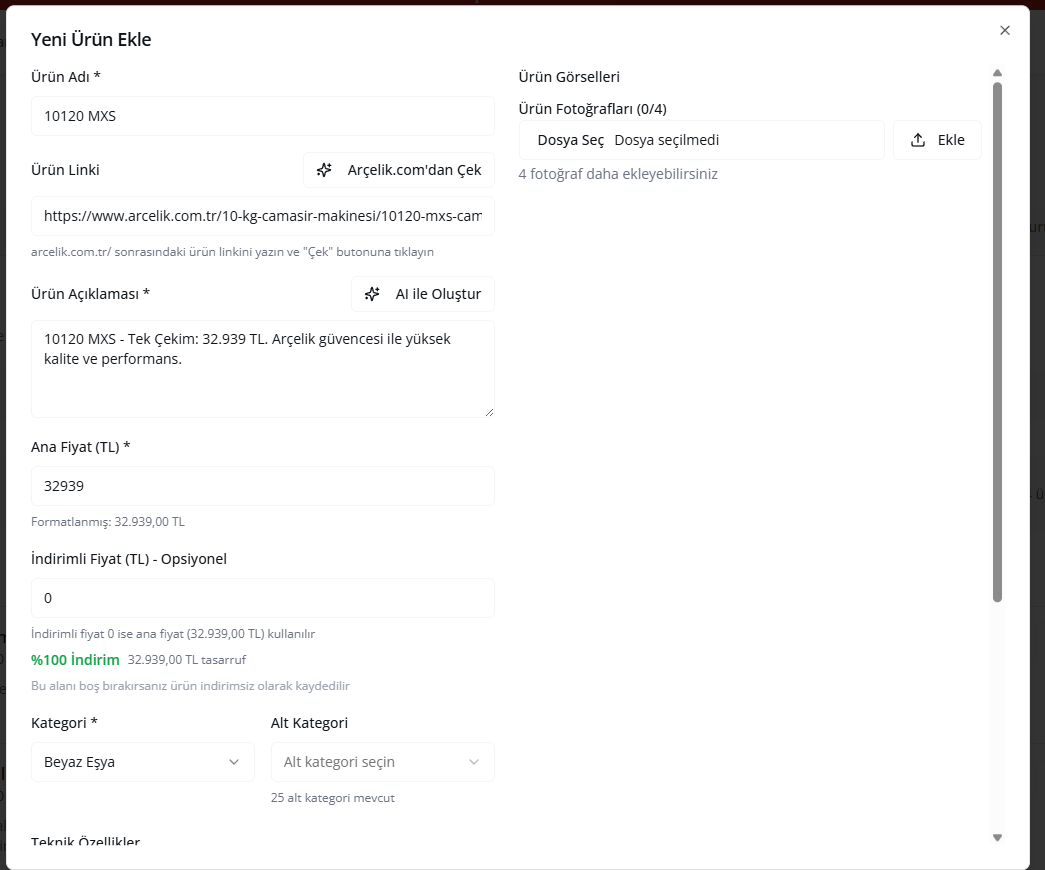 Yeni Ürün Ekle
Ürün Adı *
10120 MXS
Ürün Linki
Arçelik.com'dan Çek
https://www.arcelik.com.tr/10-kg-camasir-makinesi/10120-mxs-cam
arcelik.com.tr/ sonrasındaki ürün linkini yazın ve "Çek" butonuna tıklayın
Ürün Açıklaması *
AI ile Oluştur
10120 MXS - Tek Çekim: 32.939 TL. Arçelik güvencesi ile yüksek
kalite ve performans.
Ana Fiyat (TL) *
32939
Formatlanmış: 32.939,00 TL
İndirimli Fiyat (TL) - Opsiyonel
0
İndirimli fiyat 0 ise ana fiyat (32.939,00 TL) kullanılır
%100 İndirim 32.939,00 TL tasarruf
Bu alanı boş bırakırsanız ürün indirimsiz olarak kaydedilir
Kategori *
Beyaz Eşya
Alt Kategori
Alt kategori seçin
25 alt kategori mevcut
Teknik Özellikler
Ürün Görselleri
Ürün Fotoğrafları (0/4)
Dosya Seç Dosya seçilmedi
Ekle
4 fotoğraf daha ekleyebilirsiniz